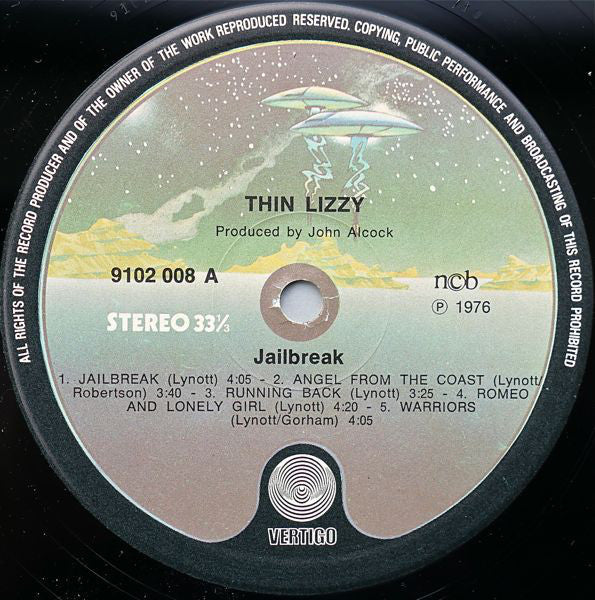 ALL RIGHTS OF THE RECORD PRODUCER AND OF THE OWNER OF THE WORK REPRODUCED RESERVED. COPYING, PUBLIC PERFORMANCE AND BROADCASTING OF THIS RECORD PROHIBITED
THIN LIZZY
Produced by John Alcock
9102 008 A
ncb
STEREO 33⅓
Ⓟ 1976
Jailbreak
1. JAILBREAK (Lynott) 4:05 - 2. ANGEL FROM THE COAST (Lynott/
Robertson) 3:40 - 3. RUNNING BACK (Lynott) 3:25 - 4. ROMEO
AND LONELY GIRL (Lynott) 4:20 - 5. WARRIORS
(Lynott/Gorham) 4:05
VERTIGO